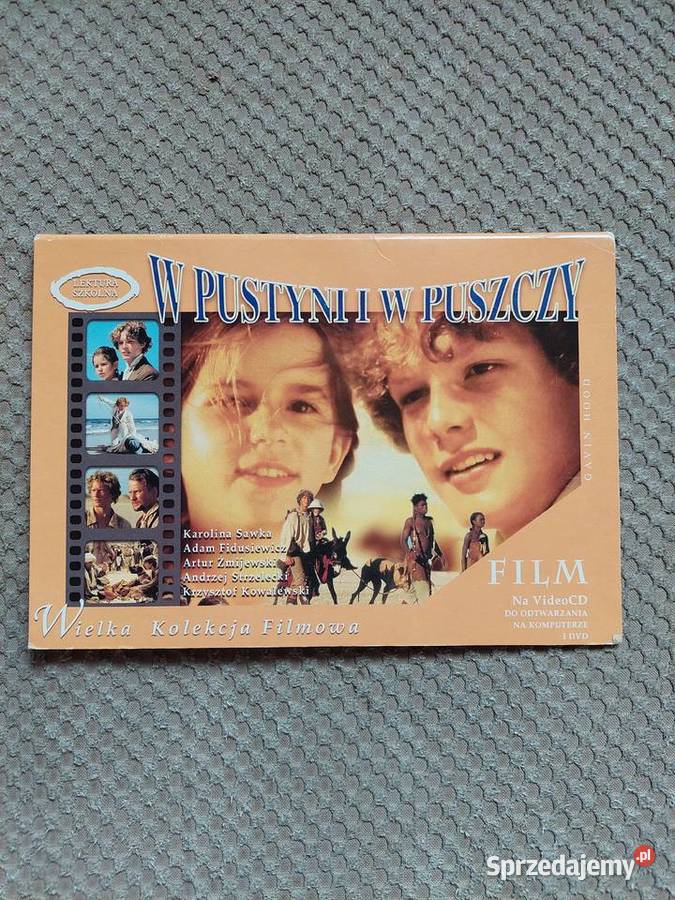 LEKTURA
SZKOLNA
W PUSTYNI I W PUSZCZY
GAVIN HOOD
Karolina Sawka
Adam Fidusiewicz
Artur Żmijewski
Andrzej Strzelecki
Krzysztof Kowalewski
FILM
Na VideoCD
DO ODTWARZANIA
NA KOMPUTERZE
I DVD
Wielka Kolekcja Filmowa
Sprzedajemy.pl